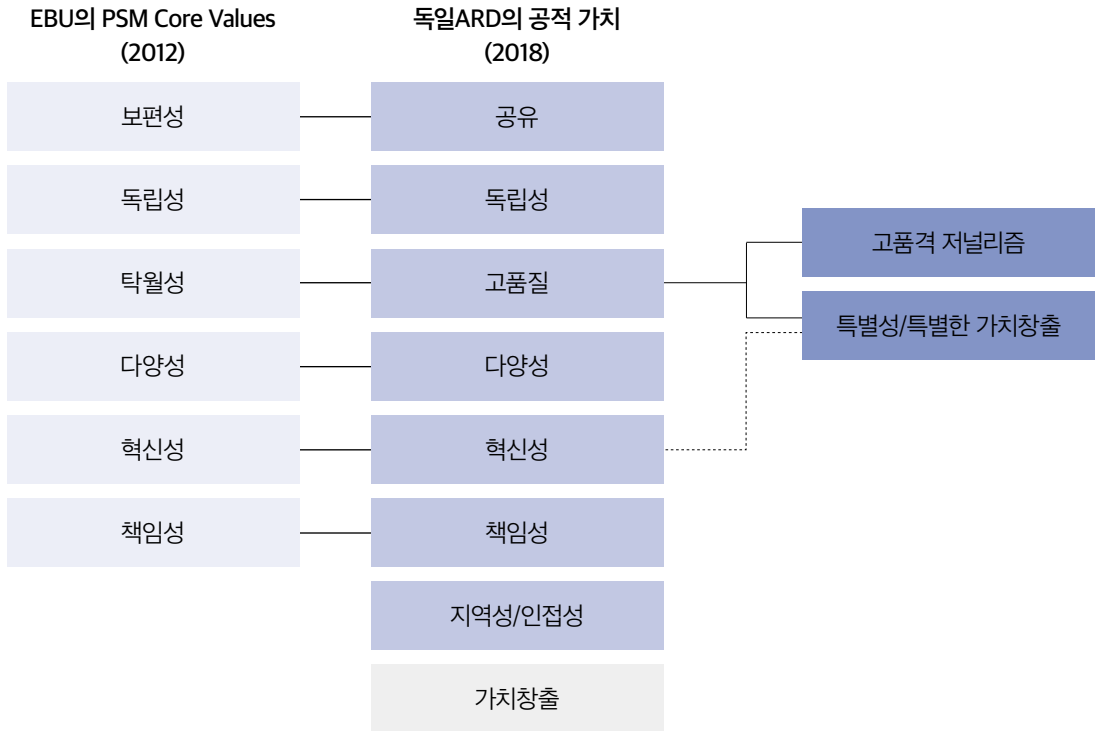 EBU의 PSM Core Values
(2012)
독일ARD의 공적 가치
(2018)
보편성
공유
독립성
독립성
탁월성
고품질
다양성
다양성
혁신성
혁신성
책임성
책임성
지역성/인접성
가치창출
고품격 저널리즘
특별성/특별한 가치창출